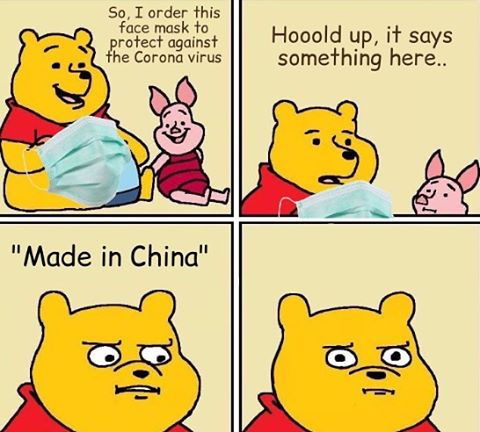 So, I order this
face mask to
protect against
the Corona virus
Hooold up, it says
something here..
"Made in China"